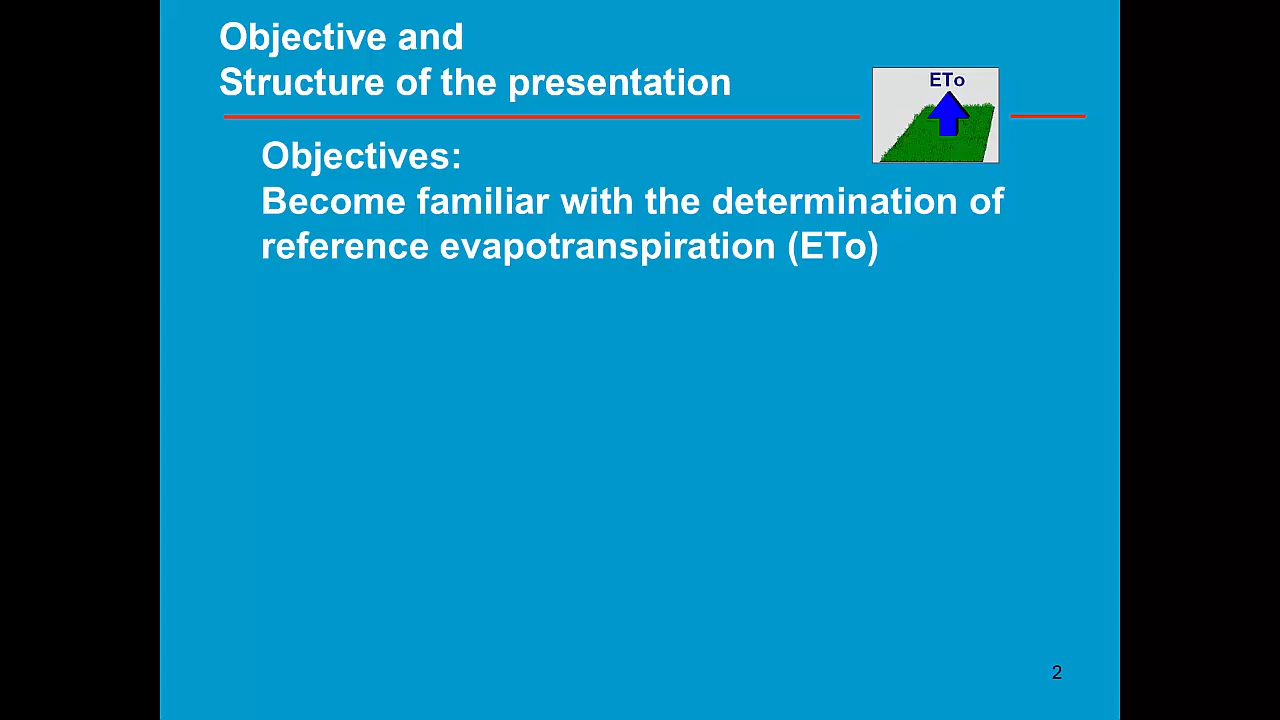 Objective and
Structure of the presentation
ETo
Objectives:
Become familiar with the determination of
reference evapotranspiration (ETo)
2